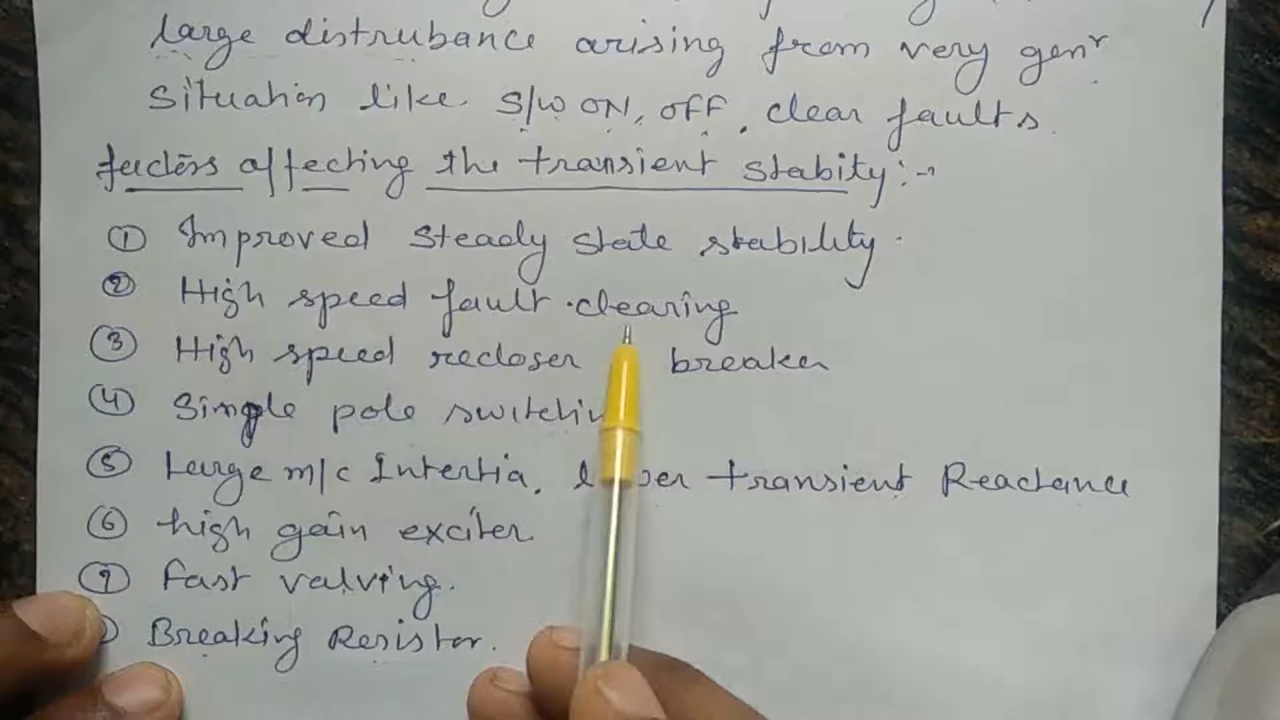 large distrubance arising from very genr
situation like S/W ON, OFF, clear faults.
factors affecting the transient stabity:-
① Improved steady state stability.
② High speed fault clearing
③ High speed recloser breaker
④ Single pole
⑤ Large m/c Intertia, transient Reactance
⑥ high gain exciter
⑦ Fast valving.
Breaking Resistor.